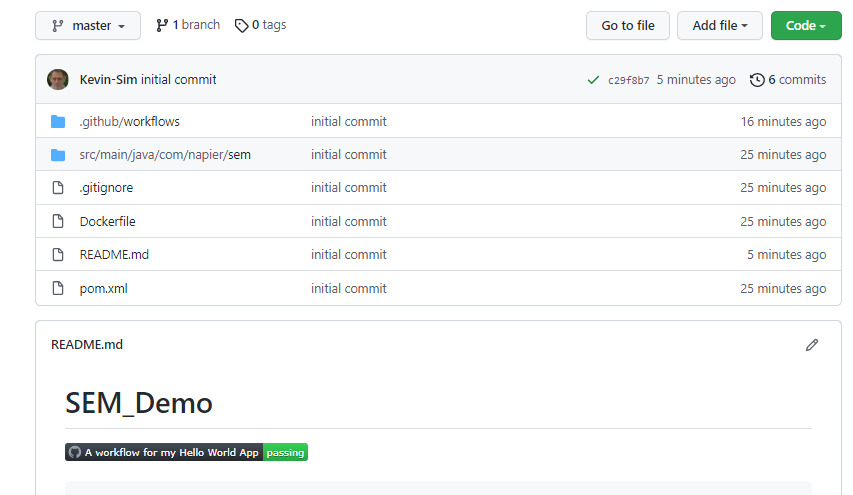 master 1 branch 0 tags Go to file Add file Code
Kevin-Sim initial commit c29f8b7 5 minutes ago 6 commits
.github/workflows initial commit 16 minutes ago
src/main/java/com/napier/sem initial commit 25 minutes ago
.gitignore initial commit 25 minutes ago
Dockerfile initial commit 25 minutes ago
README.md initial commit 5 minutes ago
pom.xml initial commit 25 minutes ago
README.md
SEM_Demo
A workflow for my Hello World App passing